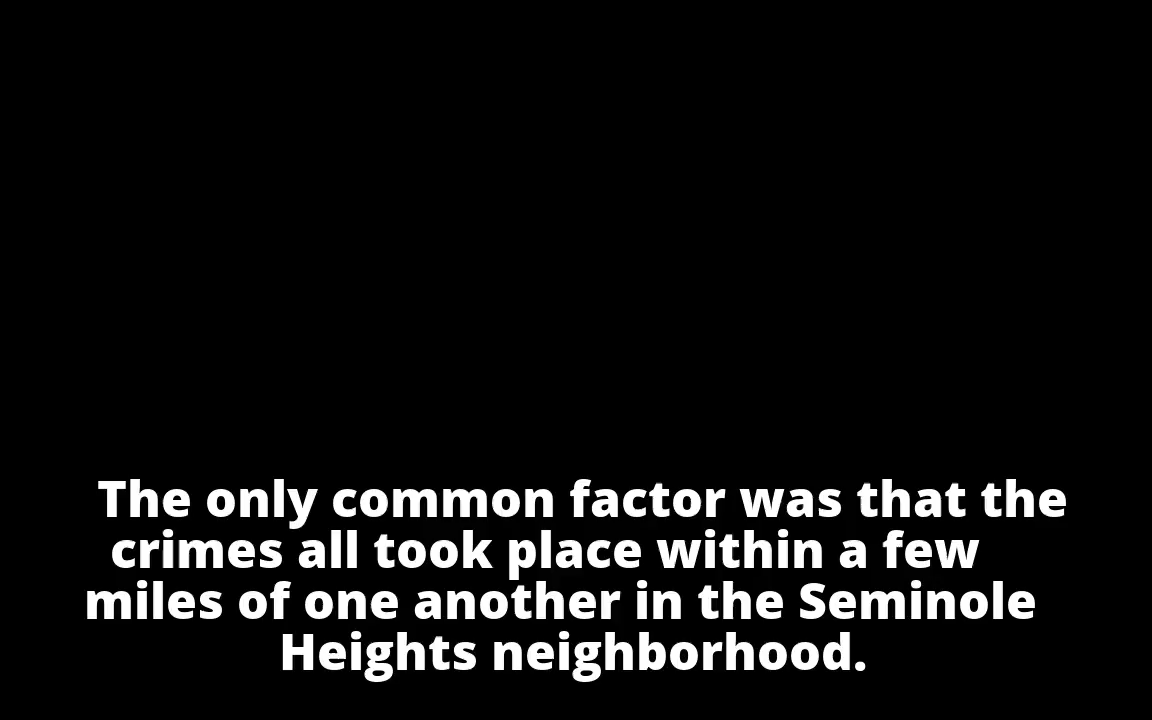 The only common factor was that the
crimes all took place within a few
miles of one another in the Seminole
Heights neighborhood.